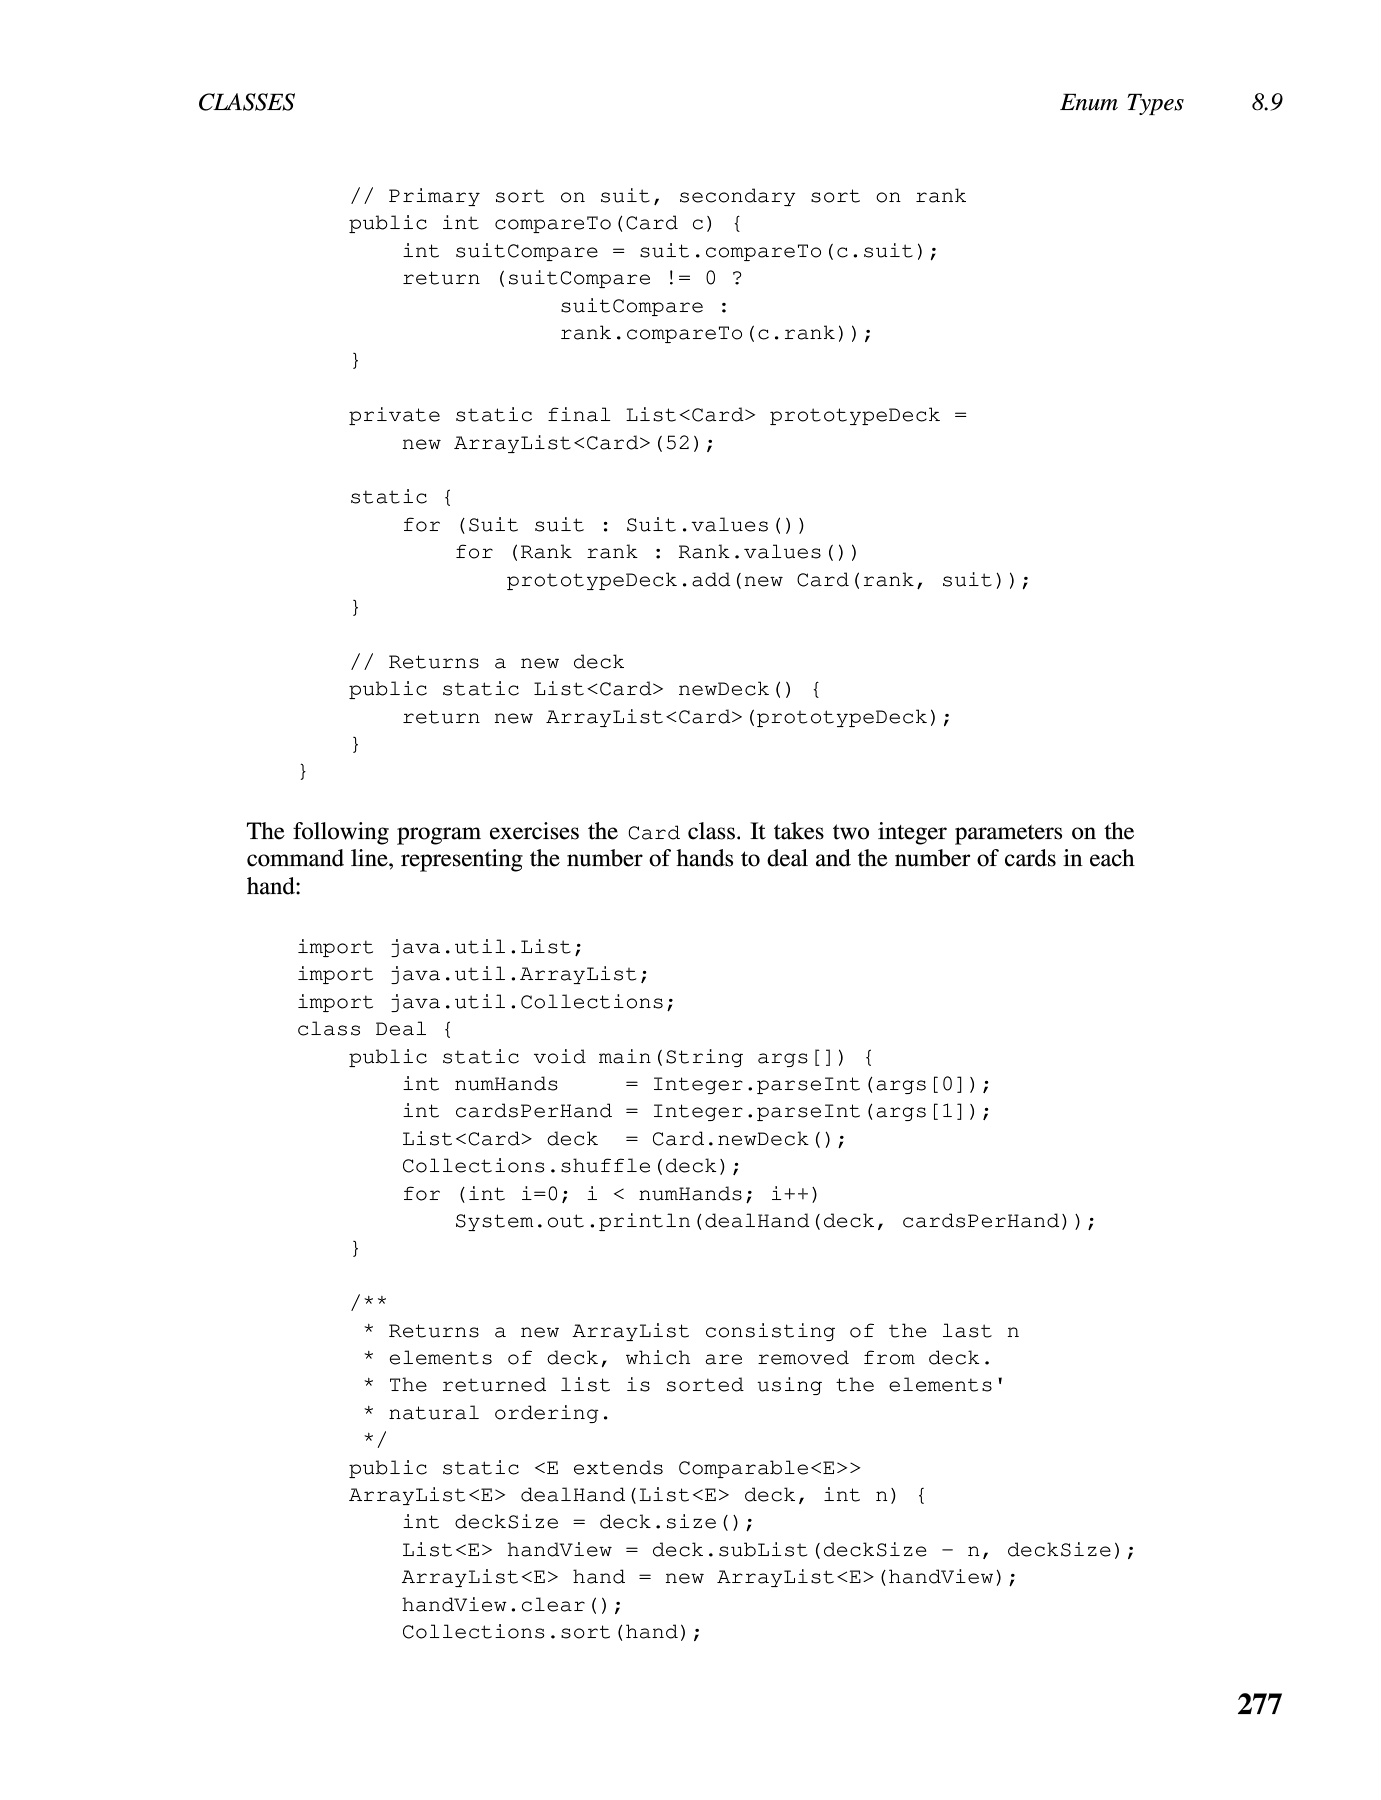 CLASSES Enum Types 8.9
// Primary sort on suit, secondary sort on rank
public int compareTo(Card c) {
int suitCompare = suit.compareTo(c.suit);
return (suitCompare != 0 ?
suitCompare :
rank.compareTo(c.rank));
}
private static final List<Card> prototypeDeck =
new ArrayList<Card>(52);
static {
for (Suit suit : Suit.values())
for (Rank rank : Rank.values())
prototypeDeck.add(new Card(rank, suit));
}
// Returns a new deck
public static List<Card> newDeck() {
return new ArrayList<Card>(prototypeDeck);
}
}
The following program exercises the Card class. It takes two integer parameters on the
command line, representing the number of hands to deal and the number of cards in each
hand:
import java.util.List;
import java.util.ArrayList;
import java.util.Collections;
class Deal {
public static void main(String args[]) {
int numHands     = Integer.parseInt(args[0]);
int cardsPerHand = Integer.parseInt(args[1]);
List<Card> deck  = Card.newDeck();
Collections.shuffle(deck);
for (int i=0; i < numHands; i++)
System.out.println(dealHand(deck, cardsPerHand));
}
/**
* Returns a new ArrayList consisting of the last n
* elements of deck, which are removed from deck.
* The returned list is sorted using the elements'
* natural ordering.
*/
public static <E extends Comparable<E>>
ArrayList<E> dealHand(List<E> deck, int n) {
int deckSize = deck.size();
List<E> handView = deck.subList(deckSize - n, deckSize);
ArrayList<E> hand = new ArrayList<E>(handView);
handView.clear();
Collections.sort(hand);
277